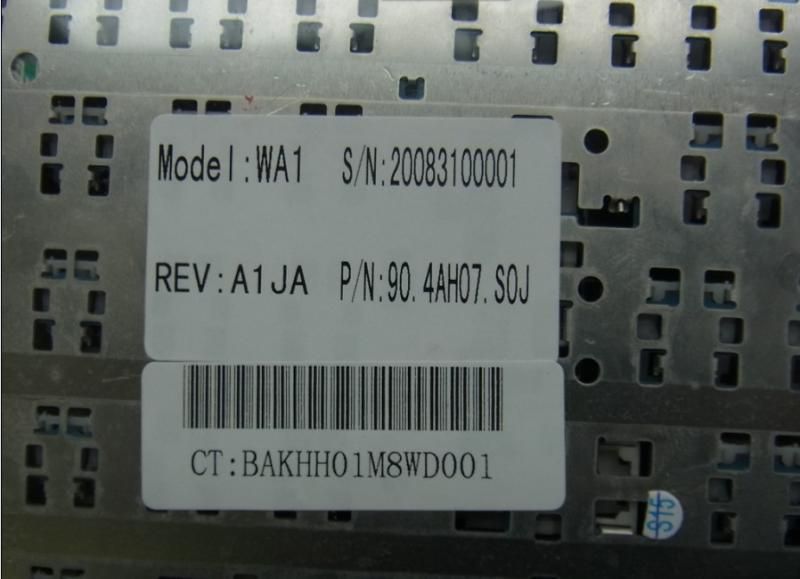 Model:WA1 S/N:20083100001
REV:A1JA P/N:90.4AH07.S0J
CT:BAKHH01M8WD001